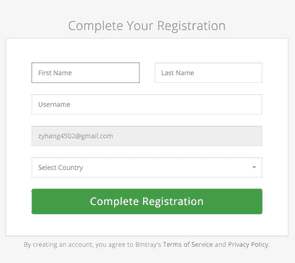 Complete Your Registration
First Name Last Name
Username
zyhang4502@gmail.com
Select Country
Complete Registration
By creating an account, you agree to Bintray's Terms of Service and Privacy Policy.